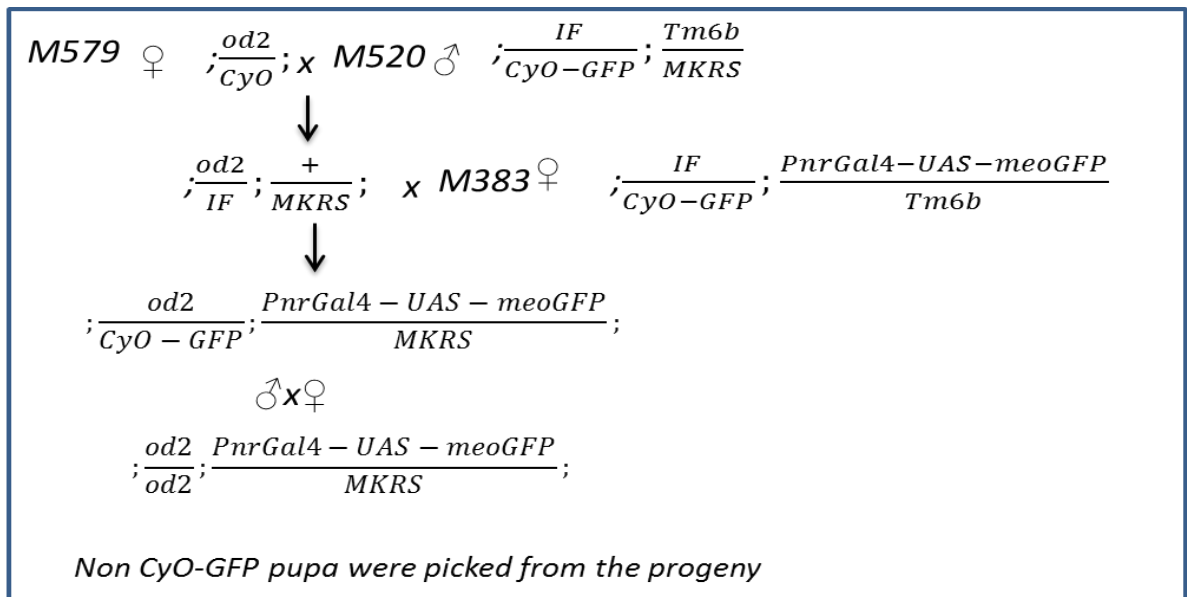 M579 ♀ ;od2/CyO; x M520 ♂ ;IF/CyO−GFP; Tm6b/MKRS
;od2/IF; +/MKRS; x M383 ♀ ;IF/CyO−GFP; PnrGal4−UAS−meoGFP/Tm6b
;od2/CyO − GFP; PnrGal4 − UAS − meoGFP/MKRS;
♂x♀
;od2/od2; PnrGal4 − UAS − meoGFP/MKRS;
Non CyO-GFP pupa were picked from the progeny